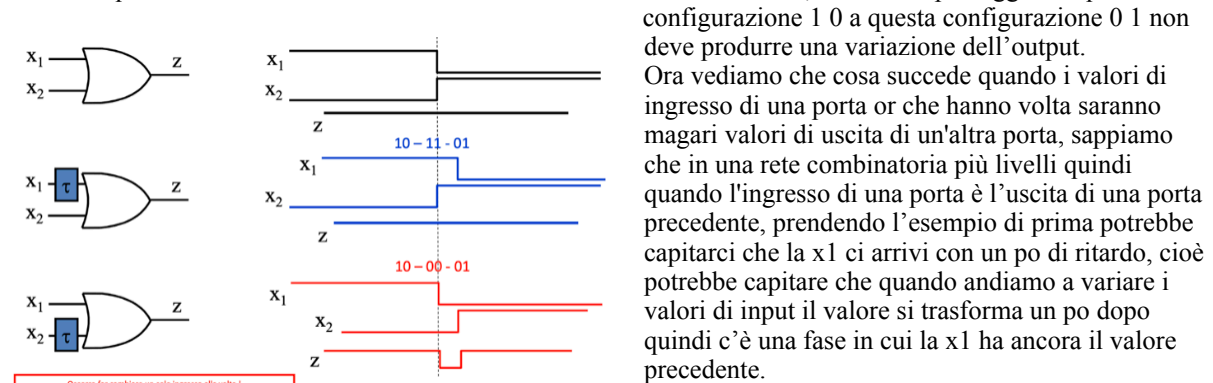 configurazione 1 0 a questa configurazione 0 1 non
deve produrre una variazione dell'output.
Ora vediamo che cosa succede quando i valori di
ingresso di una porta or che hanno volta saranno
magari valori di uscita di un'altra porta, sappiamo
che in una rete combinatoria più livelli quindi
quando l'ingresso di una porta è l'uscita di una porta
precedente, prendendo l'esempio di prima potrebbe
capitarci che la x1 ci arrivi con un po di ritardo, cioè
potrebbe capitare che quando andiamo a variare i
valori di input il valore si trasforma un po dopo
quindi c'è una fase in cui la x1 ha ancora il valore
precedente.
x₁
x₂
z
x₁
x₂
z
10 – 11 - 01
x₁
τ
x₂
z
x₁
x₂
z
10 – 00 - 01
x₁
x₂
τ
z
x₁
x₂
z